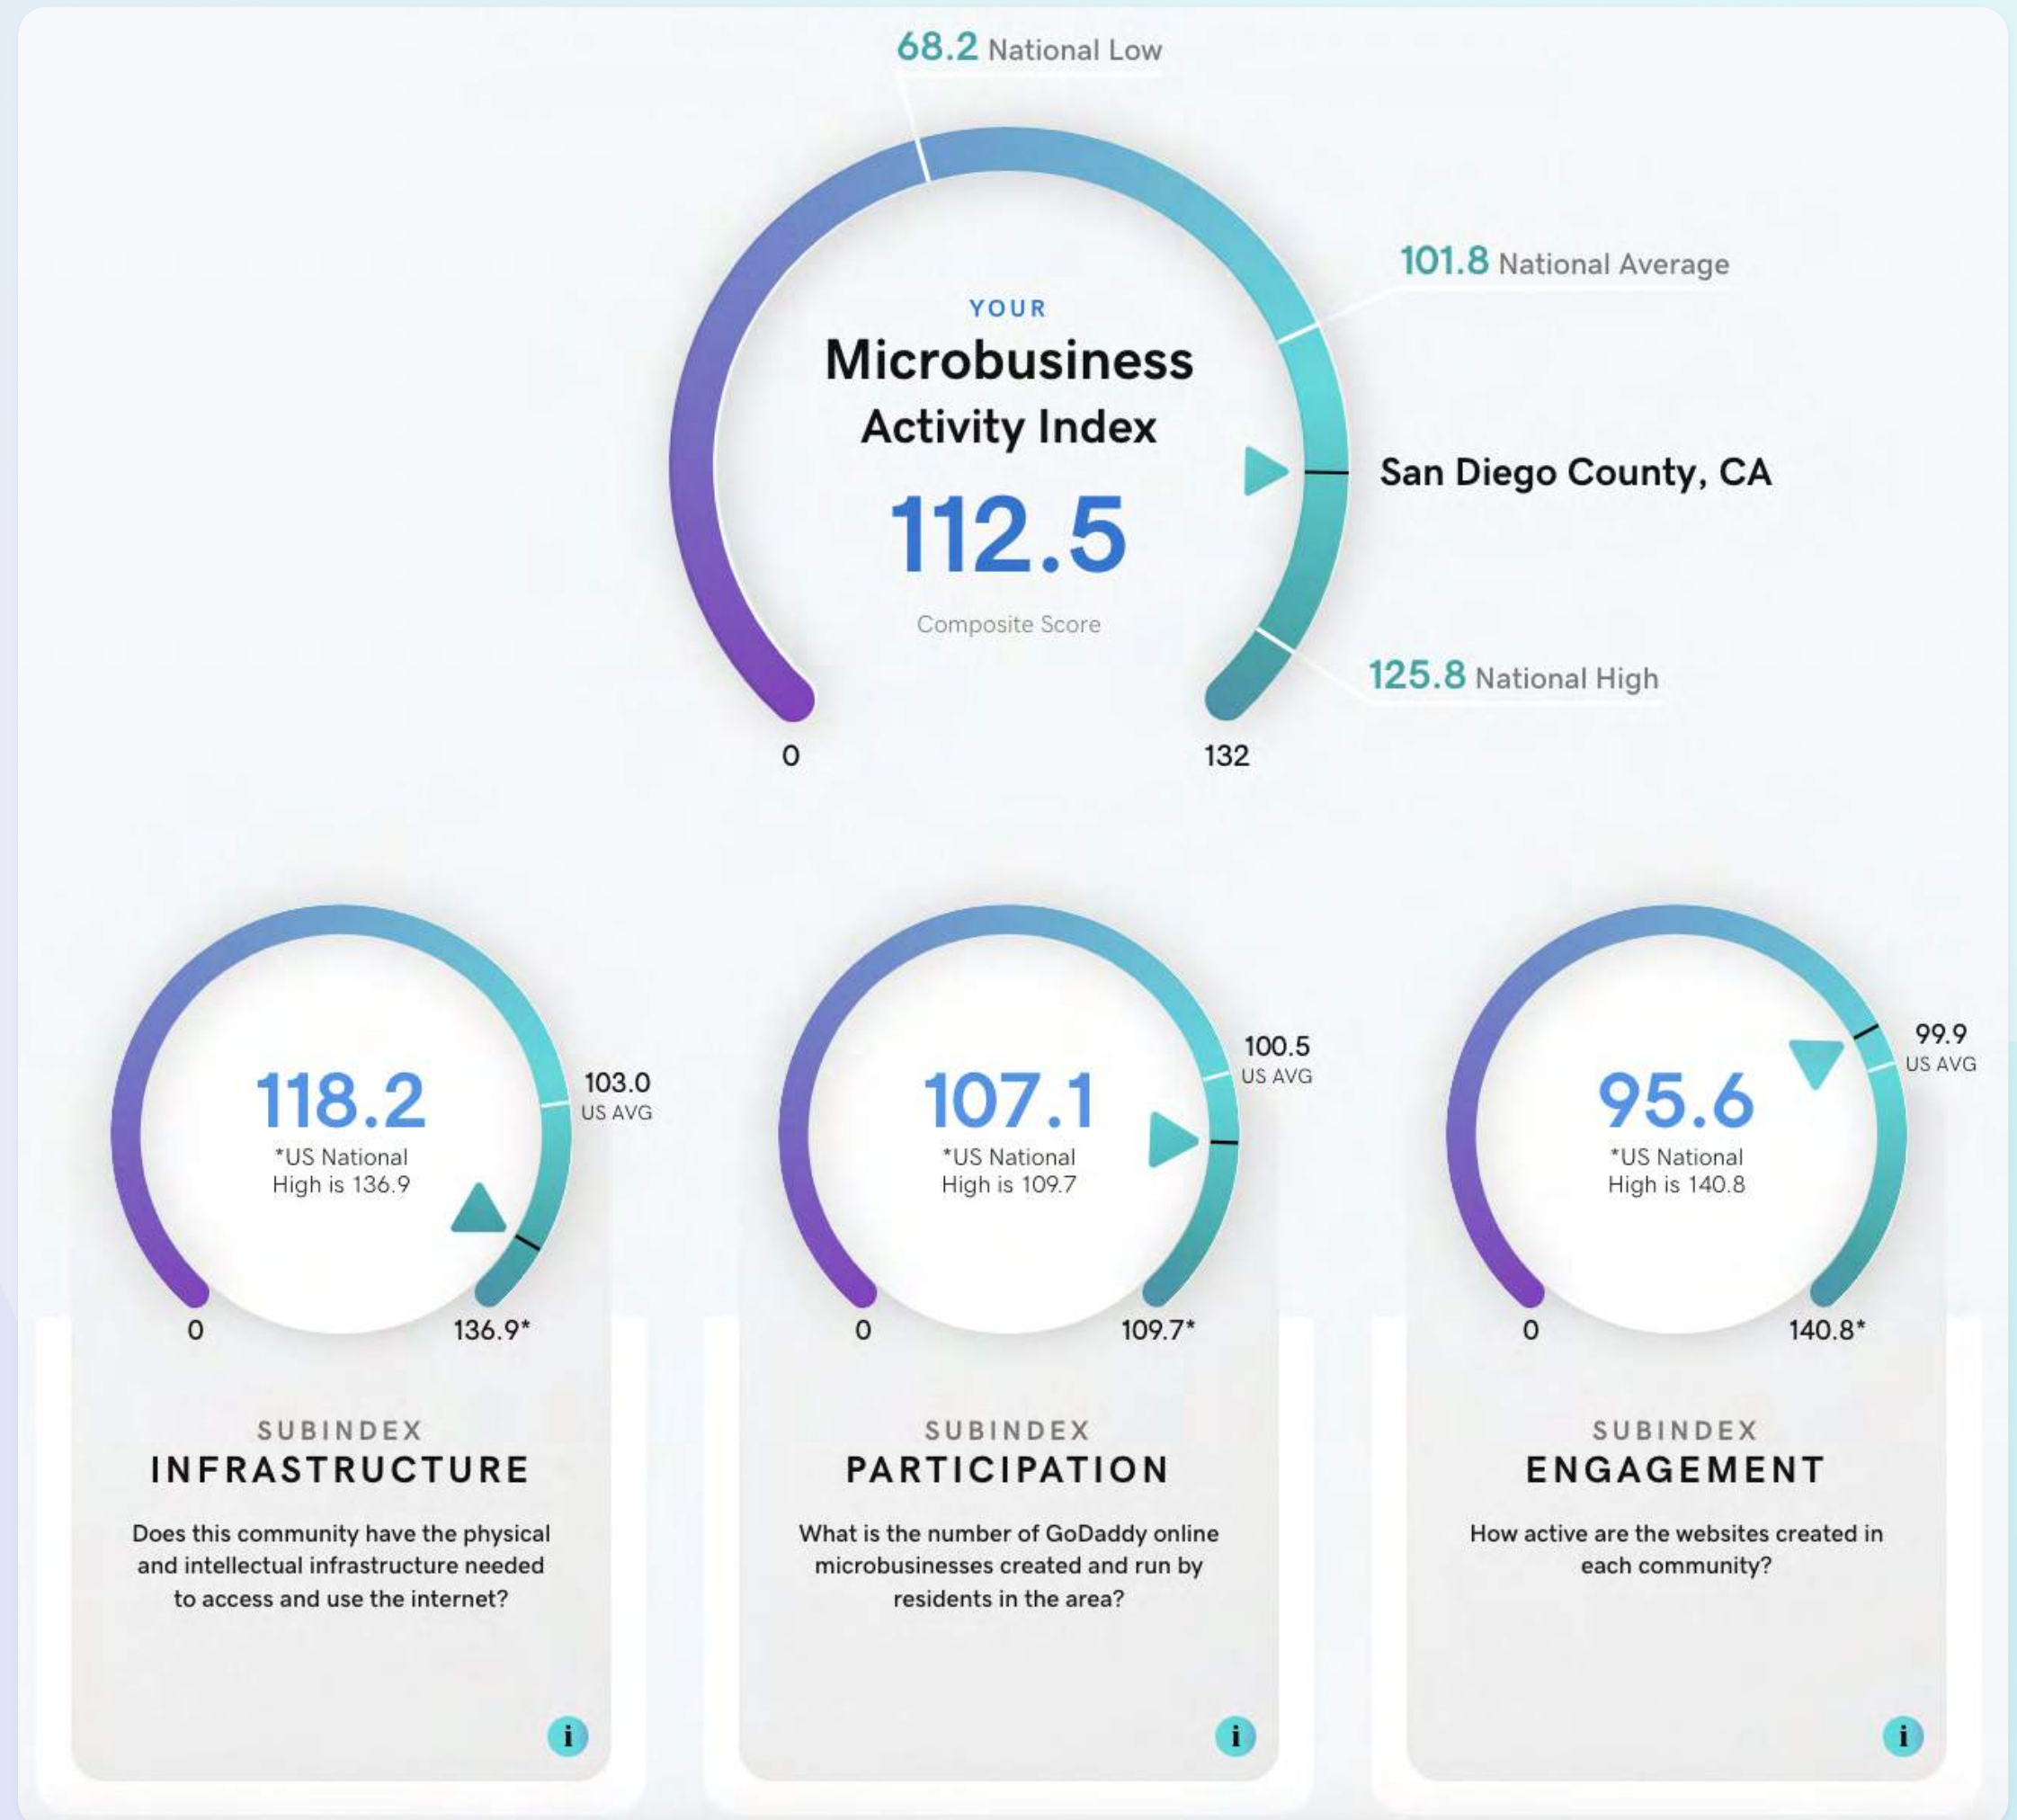 68.2 National Low
101.8 National Average
YOUR
Microbusiness
Activity Index
San Diego County, CA
112.5
Composite Score
125.8 National High
0
132
118.2
*US National
High is 136.9
103.0
US AVG
0
136.9*
SUBINDEX
INFRASTRUCTURE
Does this community have the physical
and intellectual infrastructure needed
to access and use the internet?
i
107.1
*US National
High is 109.7
100.5
US AVG
0
109.7*
SUBINDEX
PARTICIPATION
What is the number of GoDaddy online
microbusinesses created and run by
residents in the area?
i
95.6
*US National
High is 140.8
99.9
US AVG
0
140.8*
SUBINDEX
ENGAGEMENT
How active are the websites created in
each community?
i